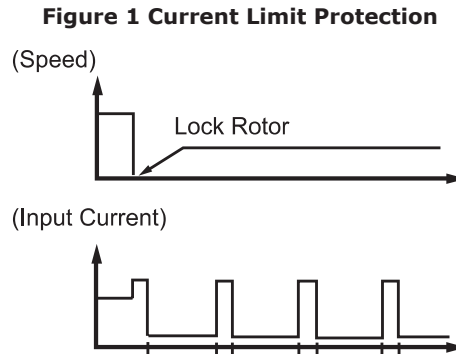 Figure 1 Current Limit Protection
(Speed)
Lock Rotor
(Input Current)